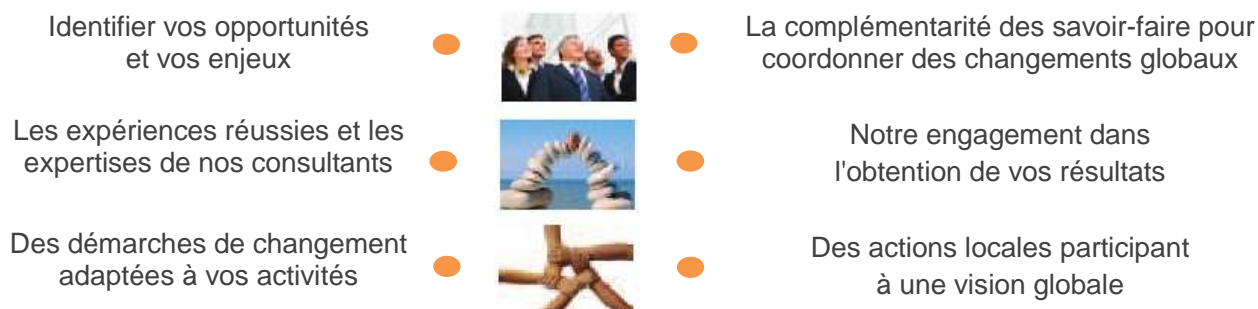 Identifier vos opportunités
et vos enjeux
La complémentarité des savoir-faire pour
coordonner des changements globaux
Les expériences réussies et les
expertises de nos consultants
Notre engagement dans
l'obtention de vos résultats
Des démarches de changement
adaptées à vos activités
Des actions locales participant
à une vision globale